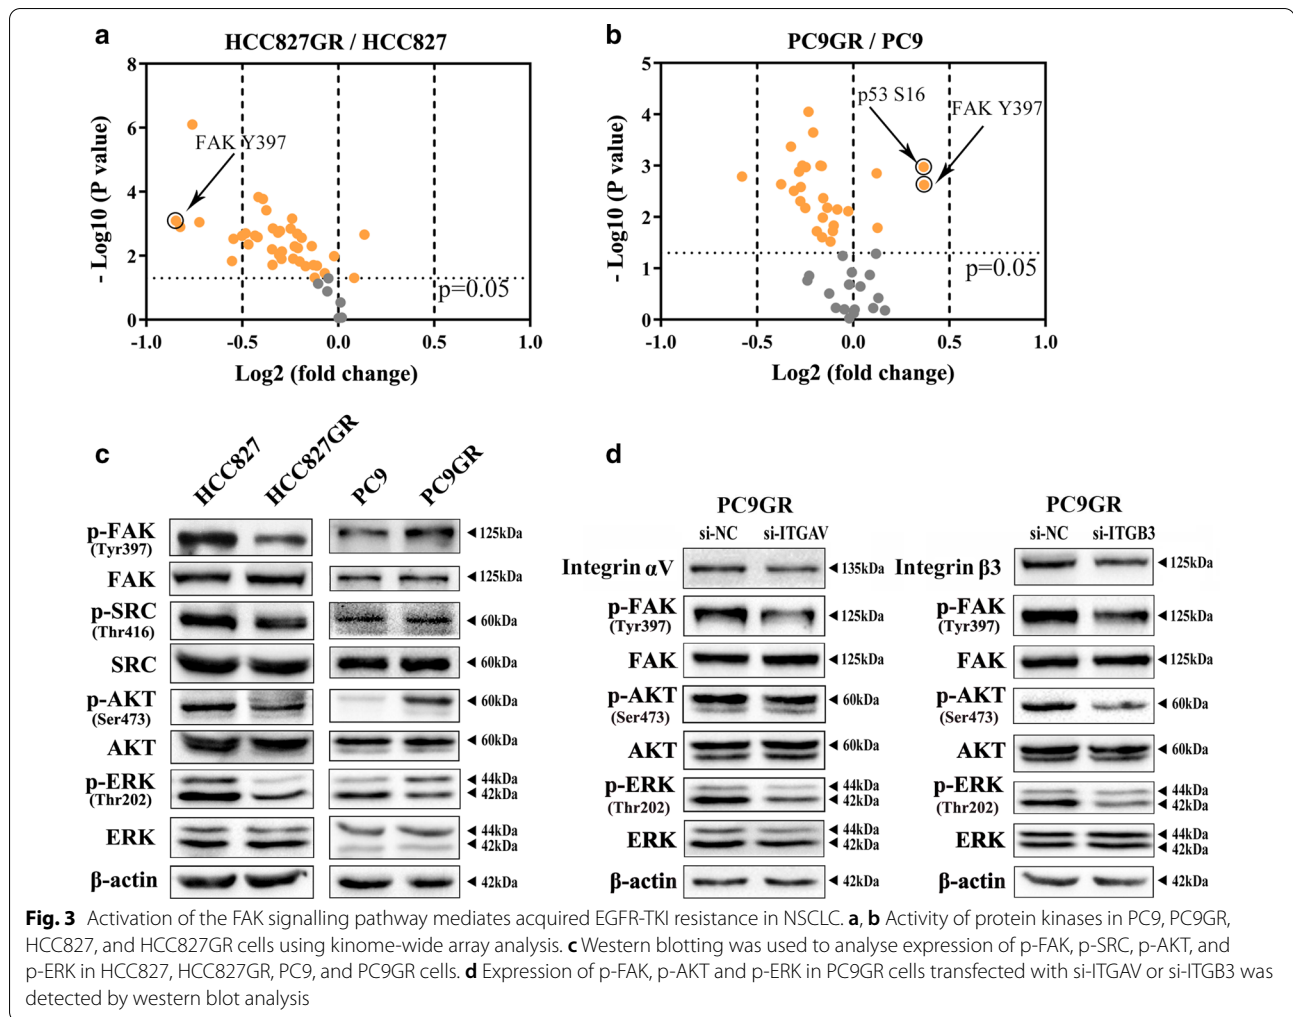 a
HCC827GR / HCC827
8
6
4
2
0
-1.0
-0.5
0.0
0.5
1.0
- Log10 (P value)
Log2 (fold change)
FAK Y397
p=0.05
b
PC9GR / PC9
5
4
3
2
1
0
-1.0
-0.5
0.0
0.5
1.0
- Log10 (P value)
Log2 (fold change)
p53 S16
FAK Y397
p=0.05
c
HCC827
HCC827GR
PC9
PC9GR
p-FAK
(Tyr397)
◄125kDa
FAK
◄125kDa
p-SRC
(Thr416)
◄60kDa
SRC
◄60kDa
p-AKT
(Ser473)
◄60kDa
AKT
◄60kDa
p-ERK
(Thr202)
◄44kDa
◄42kDa
ERK
◄44kDa
◄42kDa
β-actin
◄42kDa
d
PC9GR
si-NC si-ITGAV
Integrin αV
◄135kDa
p-FAK
(Tyr397)
◄125kDa
FAK
◄125kDa
p-AKT
(Ser473)
◄60kDa
AKT
◄60kDa
p-ERK
(Thr202)
◄44kDa
◄42kDa
ERK
◄44kDa
◄42kDa
β-actin
◄42kDa
PC9GR
si-NC si-ITGB3
Integrin β3
◄125kDa
p-FAK
(Tyr397)
◄125kDa
FAK
◄125kDa
p-AKT
(Ser473)
◄60kDa
AKT
◄60kDa
p-ERK
(Thr202)
◄44kDa
◄42kDa
ERK
◄44kDa
◄42kDa
β-actin
◄42kDa
Fig. 3 Activation of the FAK signalling pathway mediates acquired EGFR-TKI resistance in NSCLC. a, b Activity of protein kinases in PC9, PC9GR,
HCC827, and HCC827GR cells using kinome-wide array analysis. c Western blotting was used to analyse expression of p-FAK, p-SRC, p-AKT, and
p-ERK in HCC827, HCC827GR, PC9, and PC9GR cells. d Expression of p-FAK, p-AKT and p-ERK in PC9GR cells transfected with si-ITGAV or si-ITGB3 was
detected by western blot analysis